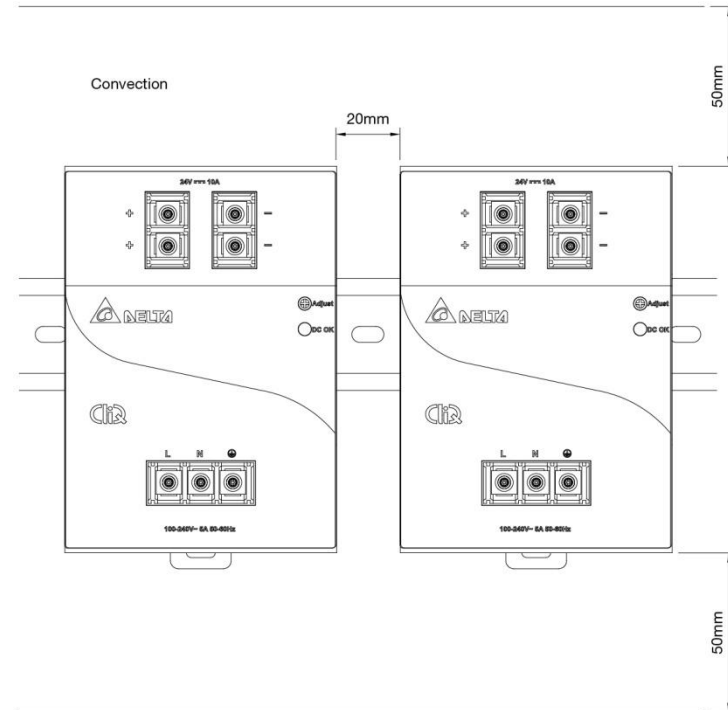 50mm
Convection
20mm
24V ⎓ 10A
24V ⎓ 10A
+ −
+ −
+ −
+ −
Adjust
Adjust
DELTA
DELTA
DC OK
DC OK
CliQ
CliQ
L N ⏚
L N ⏚
100-240V~ 5A 50-60Hz
100-240V~ 5A 50-60Hz
50mm